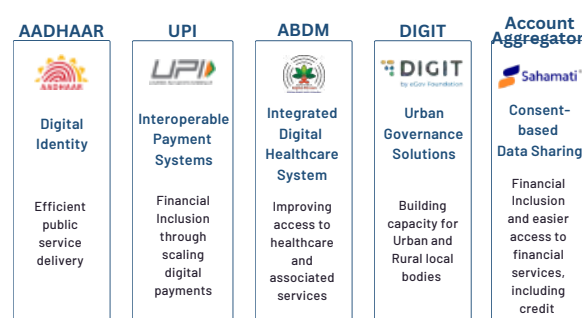 AADHAAR
AADHAAR
Digital
Identity
Efficient
public
service
delivery
UPI
UPI
Interoperable
Payment
Systems
Financial
Inclusion
through
scaling
digital
payments
ABDM
Integrated
Digital
Healthcare
System
Improving
access to
healthcare
and
associated
services
DIGIT
DIGIT
by eGov Foundation
Urban
Governance
Solutions
Building
capacity for
Urban and
Rural local
bodies
Account
Aggregator
Sahamati
Consent-
based
Data Sharing
Financial
Inclusion
and easier
access to
financial
services,
including
credit